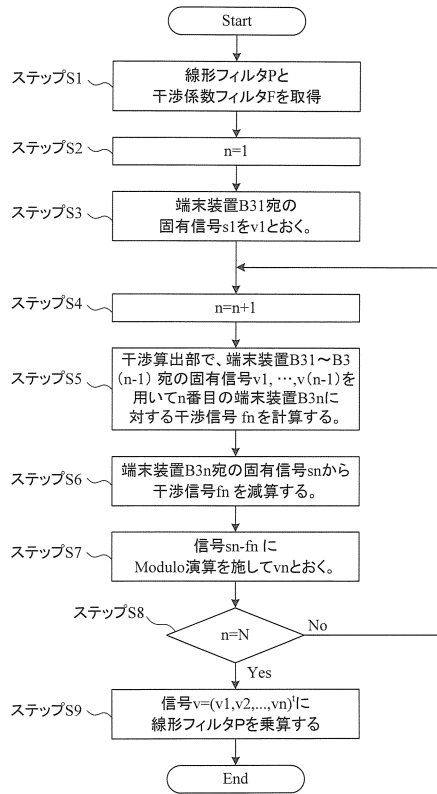 Start
ステップS1
線形フィルタPと
干渉係数フィルタFを取得
ステップS2
n=1
ステップS3
端末装置B31宛の
固有信号s1をv1とおく。
ステップS4
n=n+1
ステップS5
干渉算出部で、端末装置B31～B3
(n-1) 宛の固有信号v1, …,v(n-1)を
用いてn番目の端末装置B3nに
対する干渉信号 fnを計算する。
ステップS6
端末装置B3n宛の固有信号snから
干渉信号fn を減算する。
ステップS7
信号sn-fn に
Modulo演算を施してvnとおく。
ステップS8
n=N
No
Yes
ステップS9
信号v=(v1,v2,...,vn)ᵗに
線形フィルタPを乗算する
End